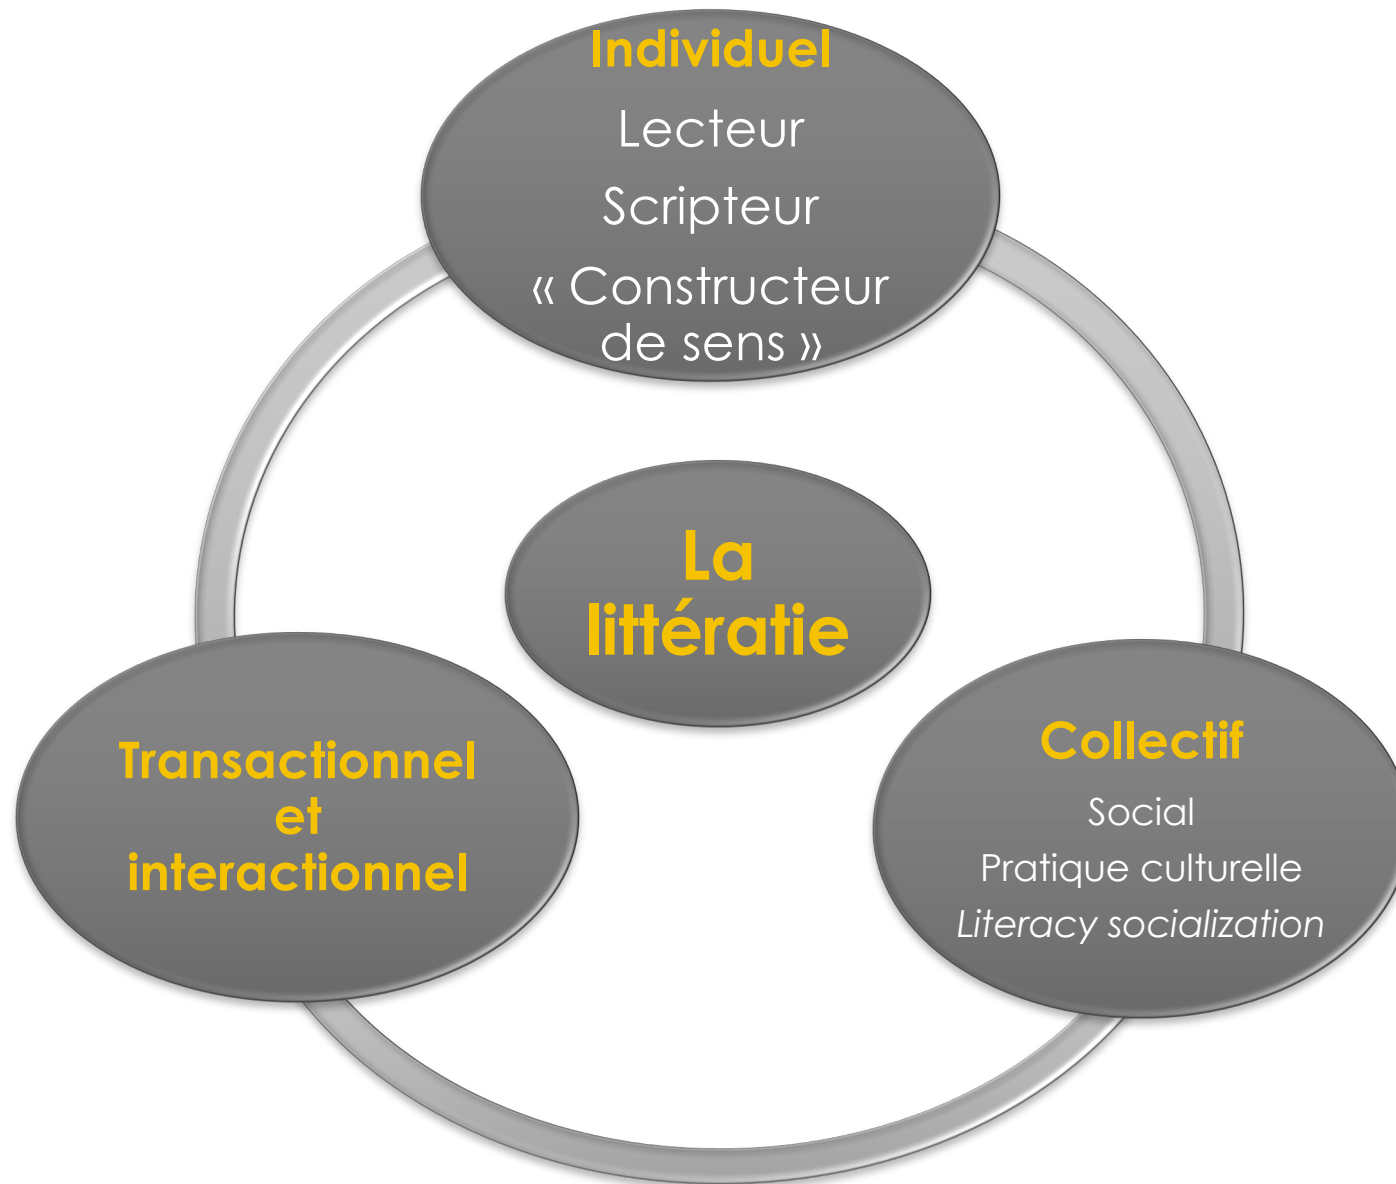 Individuel
Lecteur
Scripteur
« Constructeur
de sens »
La
littératie
Transactionnel
et
interactionnel
Collectif
Social
Pratique culturelle
Literacy socialization